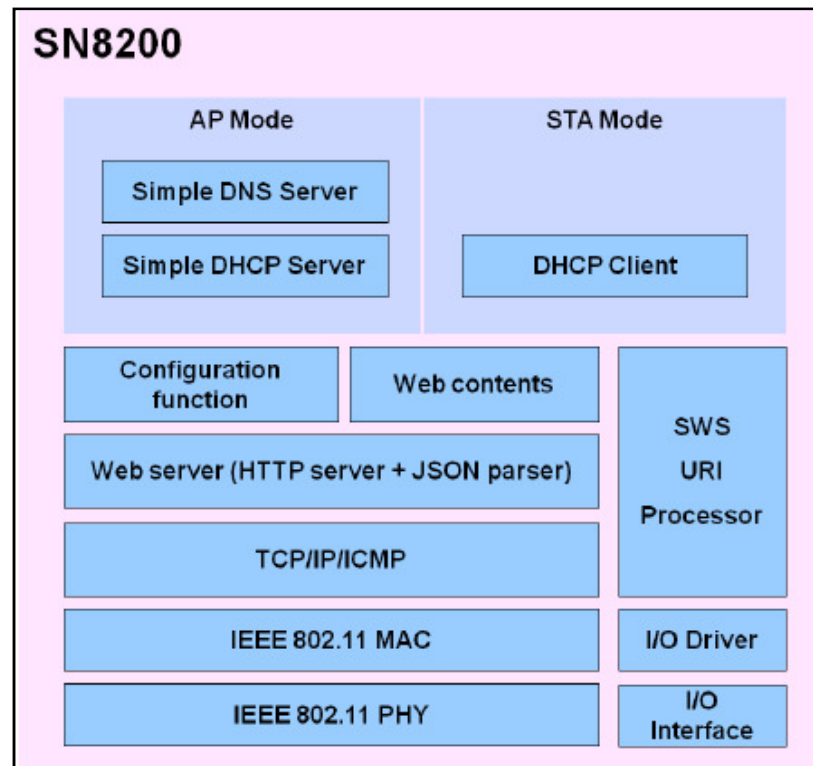 SN8200
AP Mode
STA Mode
Simple DNS Server
Simple DHCP Server
DHCP Client
Configuration
function
Web contents
SWS
URI
Processor
Web server (HTTP server + JSON parser)
TCP/IP/ICMP
IEEE 802.11 MAC
I/O Driver
IEEE 802.11 PHY
I/O
Interface